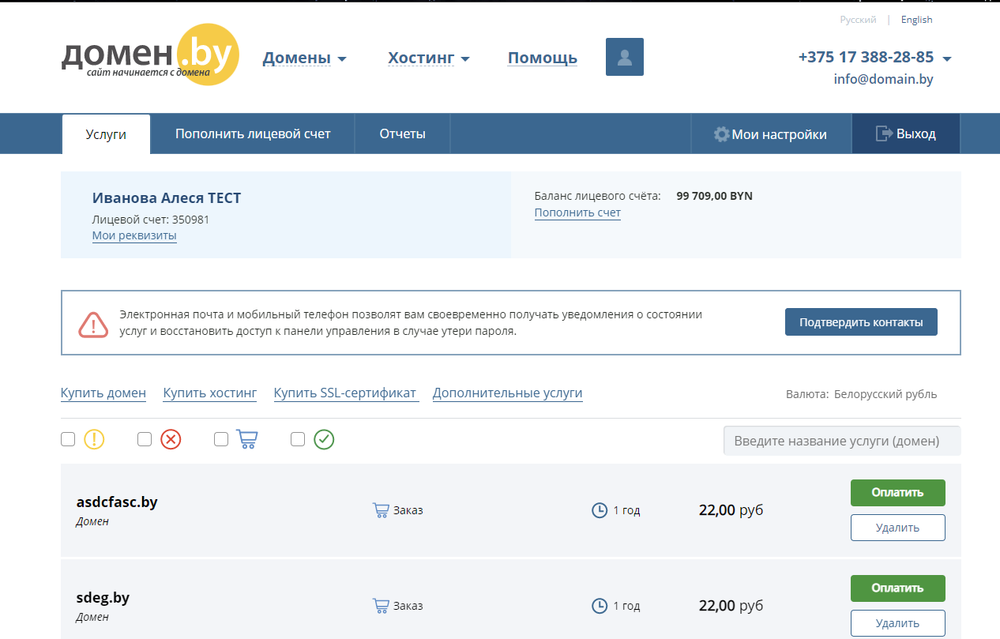 Русский | English
домен.by
сайт начинается с домена
Домены
Хостинг
Помощь
+375 17 388-28-85
info@domain.by
Услуги
Пополнить лицевой счет
Отчеты
Мои настройки
Выход
Иванова Алеся ТЕСТ
Лицевой счет: 350981
Мои реквизиты
Баланс лицевого счёта: 99 709,00 BYN
Пополнить счет
Электронная почта и мобильный телефон позволят вам своевременно получать уведомления о состоянии
услуг и восстановить доступ к панели управления в случае утери пароля.
Подтвердить контакты
Купить домен
Купить хостинг
Купить SSL-сертификат
Дополнительные услуги
Валюта: Белорусский рубль
Введите название услуги (домен)
asdcfasc.by
Домен
Заказ
1 год
22,00 руб
Оплатить
Удалить
sdeg.by
Домен
Заказ
1 год
22,00 руб
Оплатить
Удалить